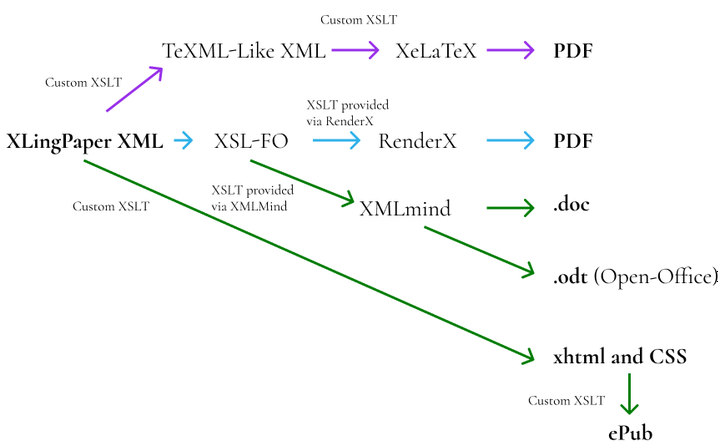 Custom XSLT
TeXML-Like XML XeLaTeX PDF
Custom XSLT
XSLT provided
via RenderX
XLingPaper XML XSL-FO RenderX PDF
XSLT provided
via XMLMind
Custom XSLT
XMLmind .doc
.odt (Open-Office)
xhtml and CSS
Custom XSLT
ePub